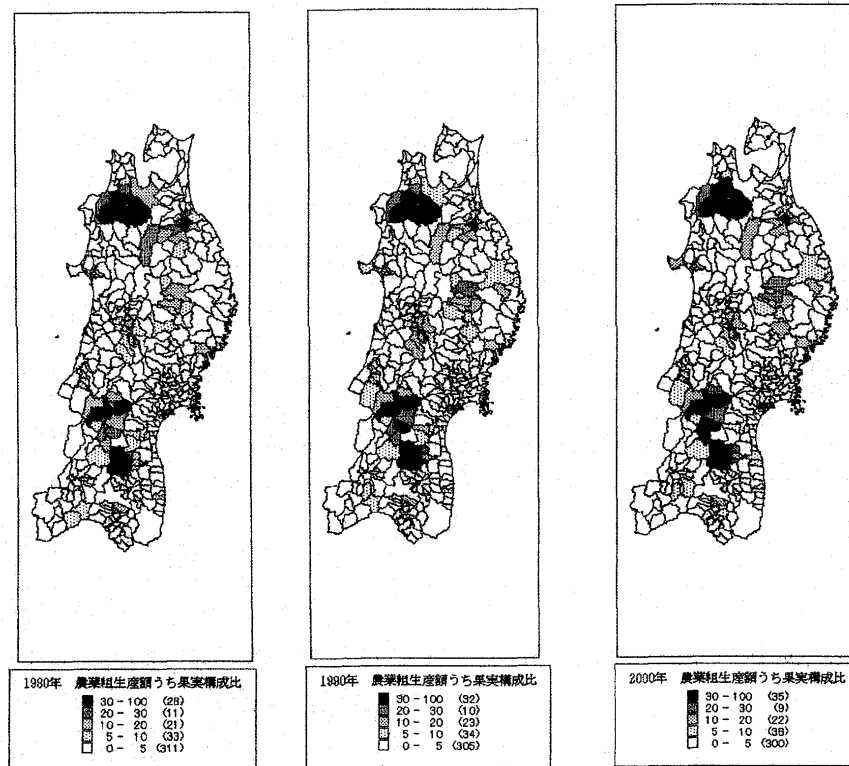 1980年 農業粗生産額うち果実構成比
30 - 100 (28)
20 - 30 (11)
10 - 20 (21)
5 - 10 (33)
0 - 5 (311)
1990年 農業粗生産額うち果実構成比
30 - 100 (32)
20 - 30 (10)
10 - 20 (23)
5 - 10 (34)
0 - 5 (305)
2000年 農業粗生産額うち果実構成比
30 - 100 (35)
20 - 30 (9)
10 - 20 (22)
5 - 10 (38)
0 - 5 (300)